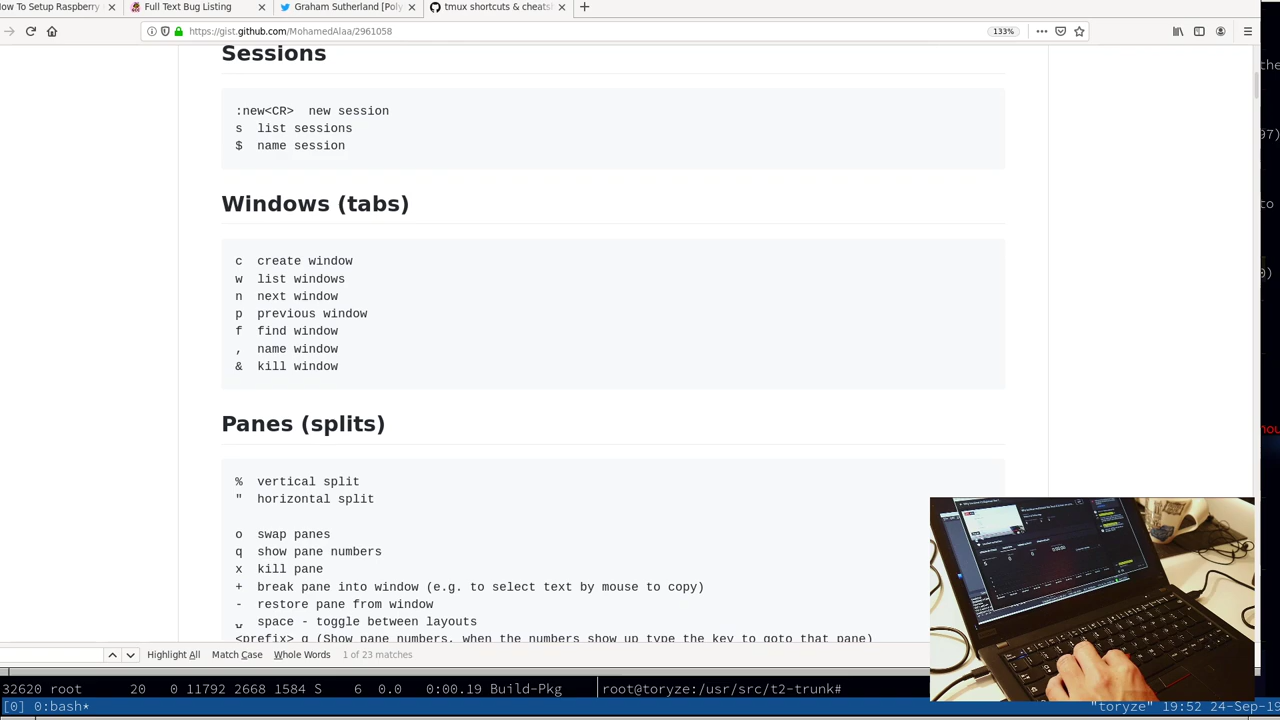 How To Setup Raspberry
Full Text Bug Listing
Graham Sutherland [Poly
tmux shortcuts & cheatsh
https://gist.github.com/MohamedAlaa/2961058
133%
Sessions
:new<CR>  new session
s  list sessions
$  name session
Windows (tabs)
c  create window
w  list windows
n  next window
p  previous window
f  find window
,  name window
&  kill window
Panes (splits)
%  vertical split
"  horizontal split
o  swap panes
q  show pane numbers
x  kill pane
+  break pane into window (e.g. to select text by mouse to copy)
-  restore pane from window
⍽  space - toggle between layouts
<prefix> q (Show pane numbers, when the numbers show up type the key to goto that pane)
Highlight All
Match Case
Whole Words
1 of 23 matches
32620 root      20   0 11792 2668 1584 S   6  0.0   0:00.19 Build-Pkg
root@toryze:/usr/src/t2-trunk#
[0] 0:bash*
"toryze" 19:52 24-Sep-19